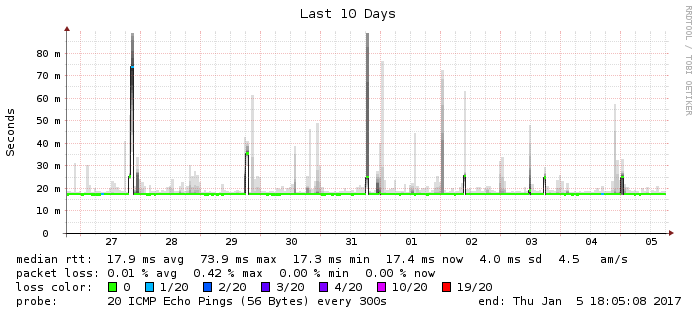 Last 10 Days
RRDTOOL / TOBI OETIKER
Seconds
80 m
70 m
60 m
50 m
40 m
30 m
20 m
10 m
0
27 28 29 30 31 01 02 03 04 05
median rtt: 17.9 ms avg 73.9 ms max 17.3 ms min 17.4 ms now 4.0 ms sd 4.5 am/s
packet loss: 0.01 % avg 0.42 % max 0.00 % min 0.00 % now
loss color: 0 1/20 2/20 3/20 4/20 10/20 19/20
probe: 20 ICMP Echo Pings (56 Bytes) every 300s end: Thu Jan 5 18:05:08 2017